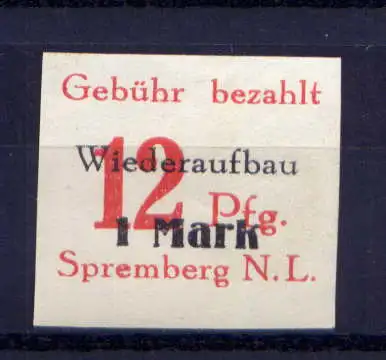 Gebühr bezahlt
Wiederaufbau
12 Pfg.
1 Mark
Spremberg N.L.